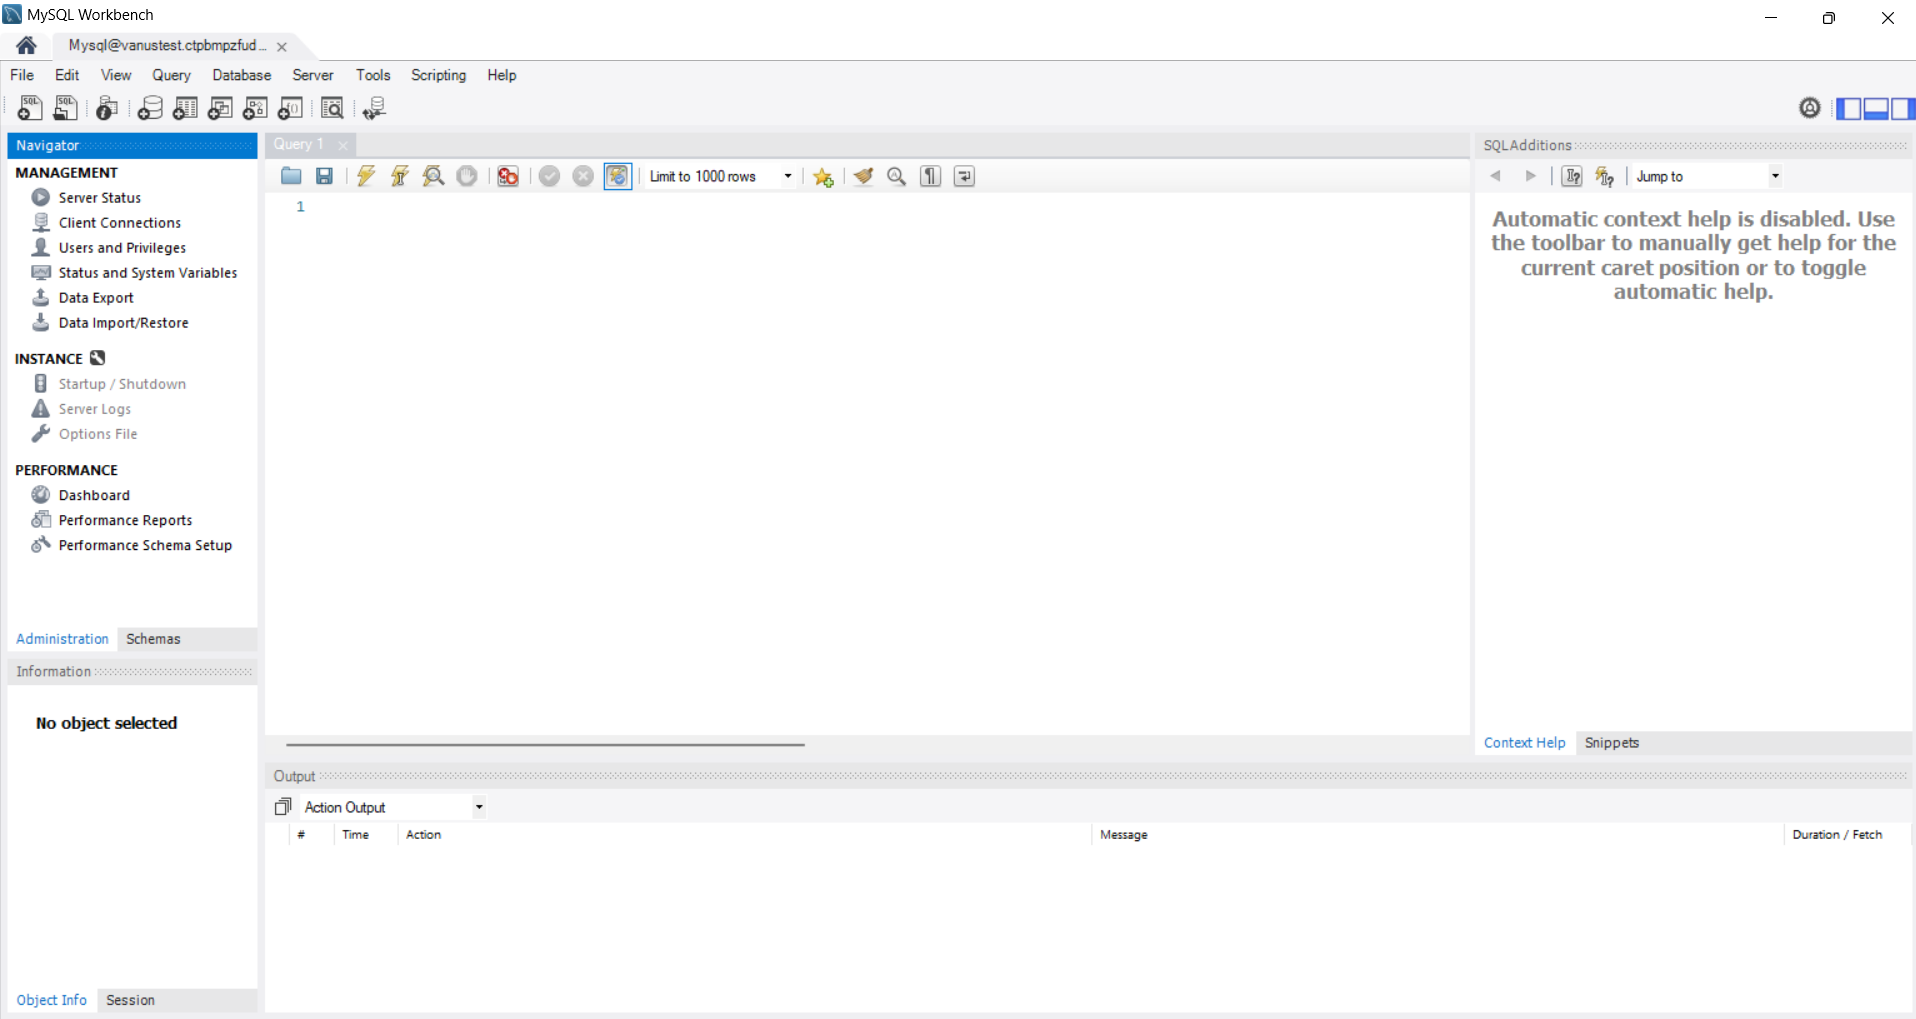 MySQL Workbench
Mysql@vanustest.ctpbmpzfud...
File Edit View Query Database Server Tools Scripting Help
Navigator
MANAGEMENT
Server Status
Client Connections
Users and Privileges
Status and System Variables
Data Export
Data Import/Restore
INSTANCE
Startup / Shutdown
Server Logs
Options File
PERFORMANCE
Dashboard
Performance Reports
Performance Schema Setup
Administration Schemas
Information
No object selected
Object Info Session
Query 1
Limit to 1000 rows
1
SQLAdditions
Jump to
Automatic context help is disabled. Use
the toolbar to manually get help for the
current caret position or to toggle
automatic help.
Context Help Snippets
Output
Action Output
# Time Action Message Duration / Fetch